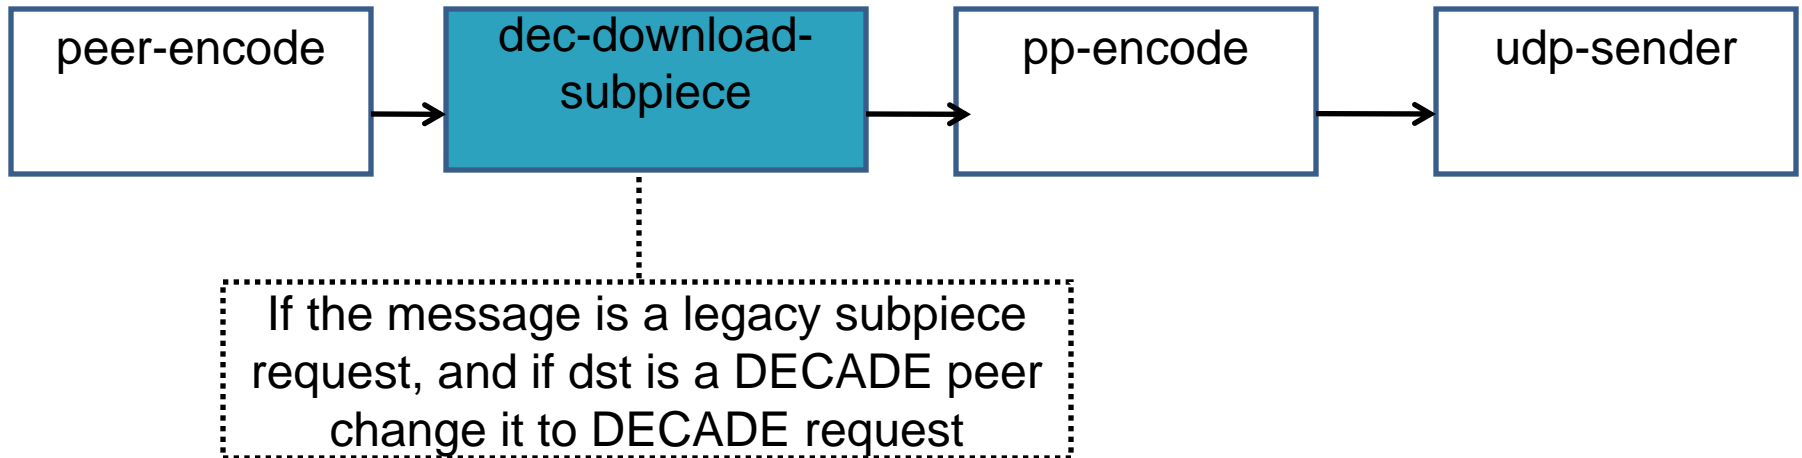 peer-encode
dec-download-
subpiece
pp-encode
udp-sender
If the message is a legacy subpiece
request, and if dst is a DECADE peer
change it to DECADE request